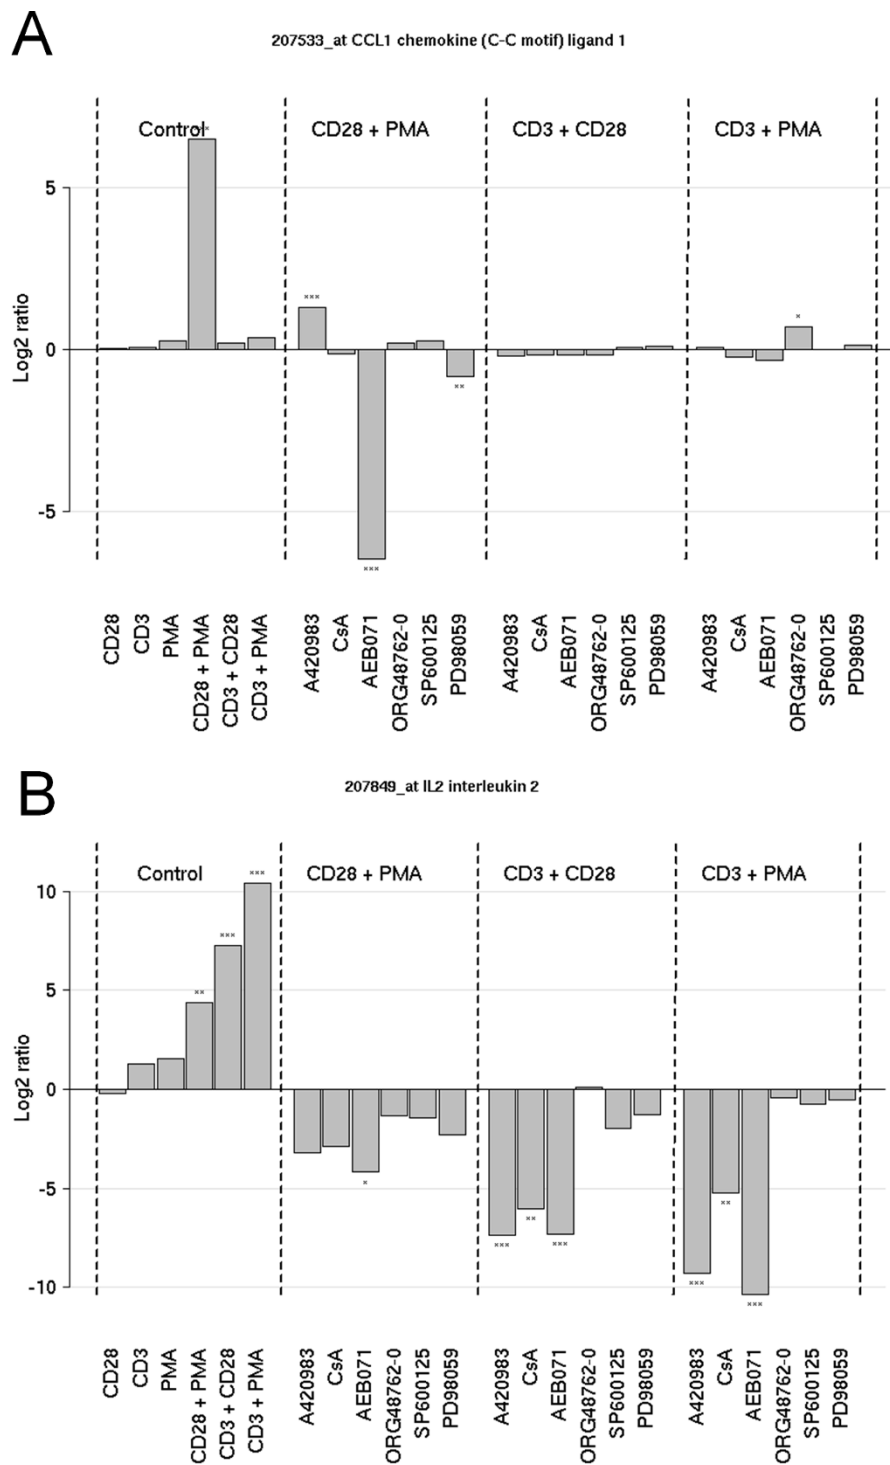 A
207533_at CCL1 chemokine (C-C motif) ligand 1
Control
CD28 + PMA
CD3 + CD28
CD3 + PMA
***
***
***
**
*
5
0
-5
Log2 ratio
CD28
CD3
PMA
CD28 + PMA
CD3 + CD28
CD3 + PMA
A420983
CsA
AEB071
ORG48762-0
SP600125
PD98059
A420983
CsA
AEB071
ORG48762-0
SP600125
PD98059
A420983
CsA
AEB071
ORG48762-0
SP600125
PD98059
B
207849_at IL2 interleukin 2
Control
CD28 + PMA
CD3 + CD28
CD3 + PMA
**
***
***
*
***
**
***
***
**
***
10
5
0
-5
-10
Log2 ratio
CD28
CD3
PMA
CD28 + PMA
CD3 + CD28
CD3 + PMA
A420983
CsA
AEB071
ORG48762-0
SP600125
PD98059
A420983
CsA
AEB071
ORG48762-0
SP600125
PD98059
A420983
CsA
AEB071
ORG48762-0
SP600125
PD98059